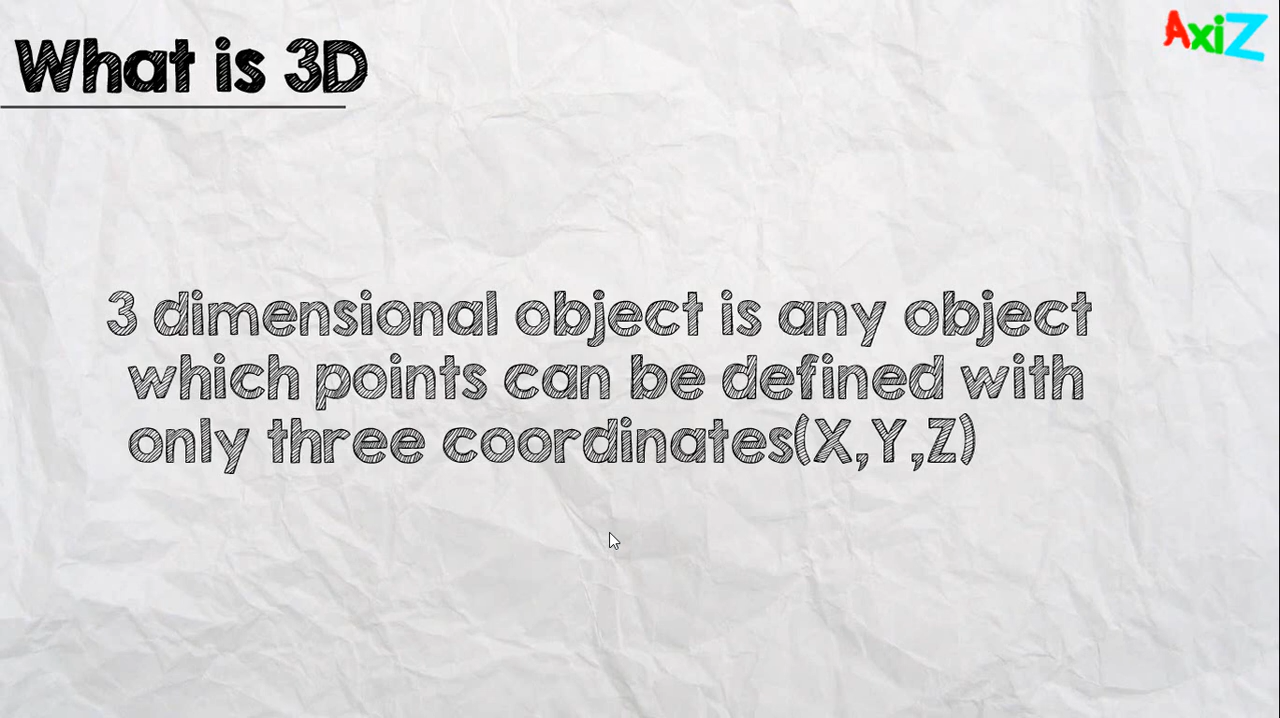 What is 3D
AxiZ
3 dimensional object is any object
which points can be defined with
only three coordinates(X,Y,Z)